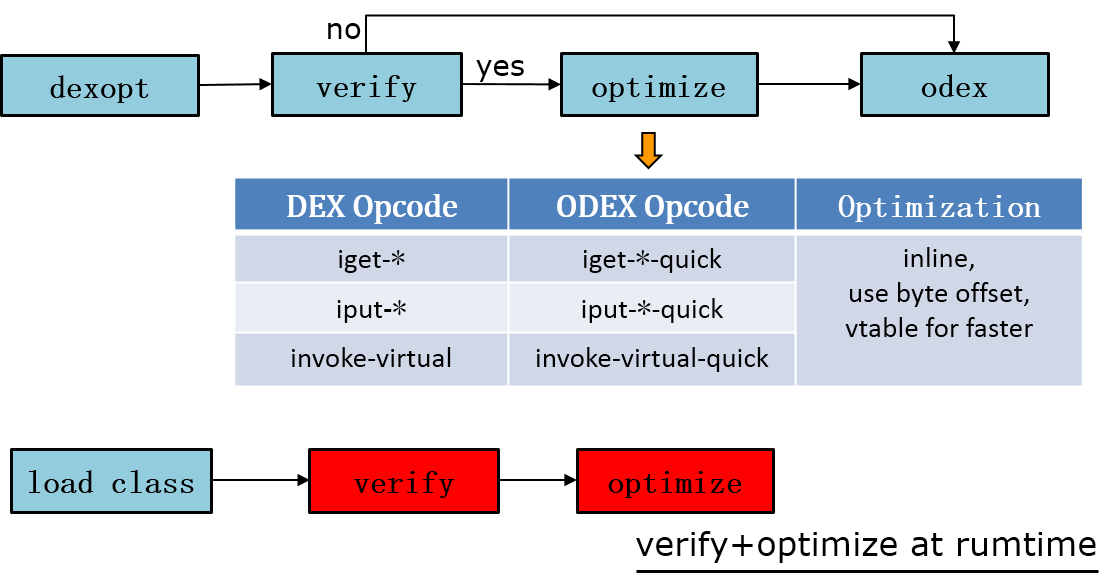 no
dexopt
verify
yes
optimize
odex
DEX Opcode
ODEX Opcode
Optimization
iget-*
iget-*-quick
inline,
use byte offset,
vtable for faster
iput-*
iput-*-quick
invoke-virtual
invoke-virtual-quick
load class
verify
optimize
verify+optimize at rumtime